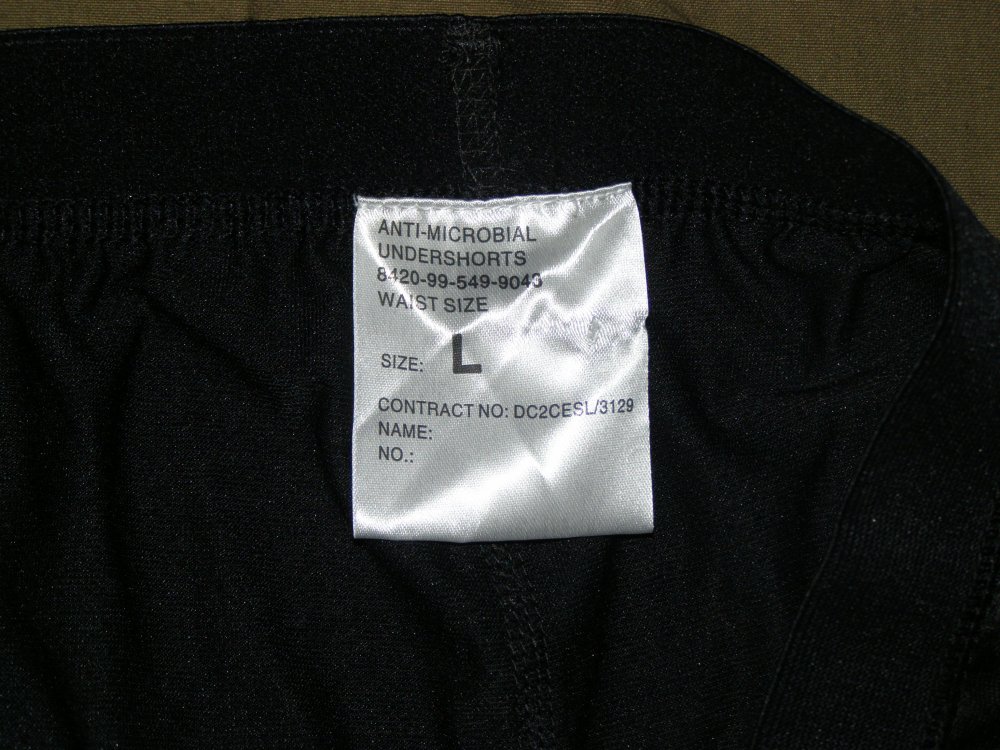 ANTI-MICROBIAL
UNDERSHORTS
8420-99-549-9043
WAIST SIZE
SIZE: L
CONTRACT NO: DC2CESL/3129
NAME:
NO.: